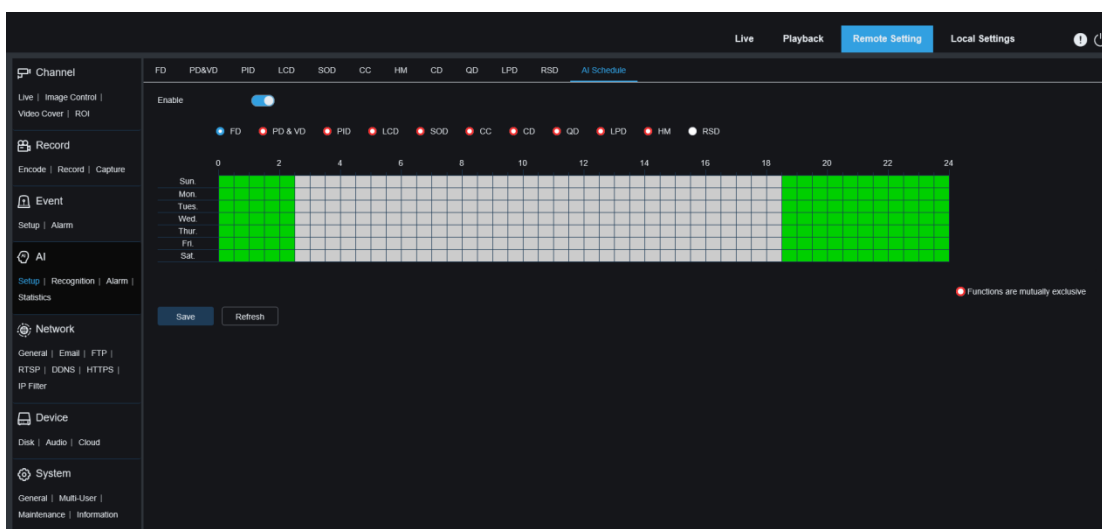 Live Playback Remote Setting Local Settings
Channel
Live | Image Control |
Video Cover | ROI
Record
Encode | Record | Capture
Event
Setup | Alarm
AI
Setup | Recognition | Alarm |
Statistics
Network
General | Email | FTP |
RTSP | DDNS | HTTPS |
IP Filter
Device
Disk | Audio | Cloud
System
General | Multi-User |
Maintenance | Information
FD PD&VD PID LCD SOD CC HM CD QD LPD RSD AI Schedule
Enable
FD PD & VD PID LCD SOD CC CD QD LPD HM RSD
0 2 4 6 8 10 12 14 16 18 20 22 24
Sun.
Mon.
Tues.
Wed.
Thur.
Fri.
Sat.
Functions are mutually exclusive
Save Refresh